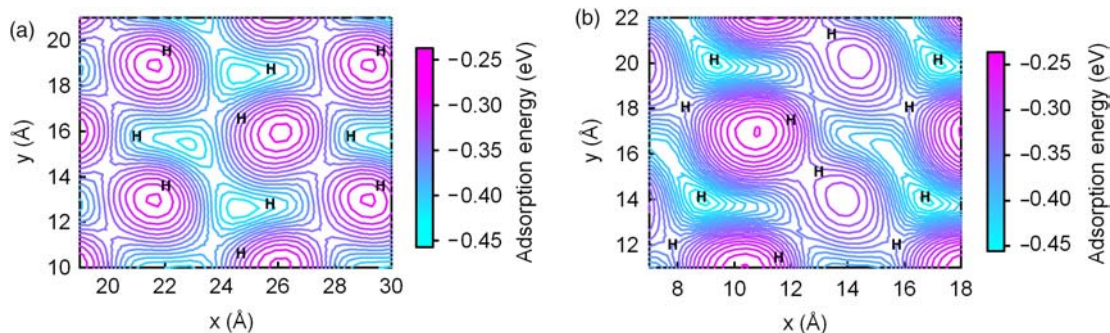 (a)
y (Å)
20
18
16
14
12
10
H H
H
H
H H
H H
H
H
20 22 24 26 28 30
x (Å)
−0.25
−0.30
−0.35
−0.40
−0.45
Adsorption energy (eV)
(b)
y (Å)
22
20
18
16
14
12
H
H H
H H
H
H
H H
H H
H
8 10 12 14 16 18
x (Å)
−0.25
−0.30
−0.35
−0.40
−0.45
Adsorption energy (eV)